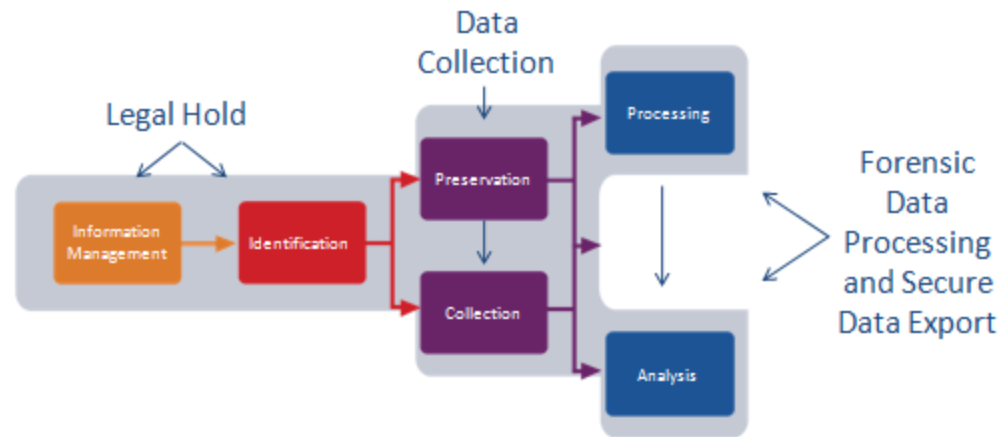 Data
Collection
Legal Hold
Processing
Preservation
Forensic
Data
Processing
and Secure
Data Export
Information
Management
Identification
Collection
Analysis